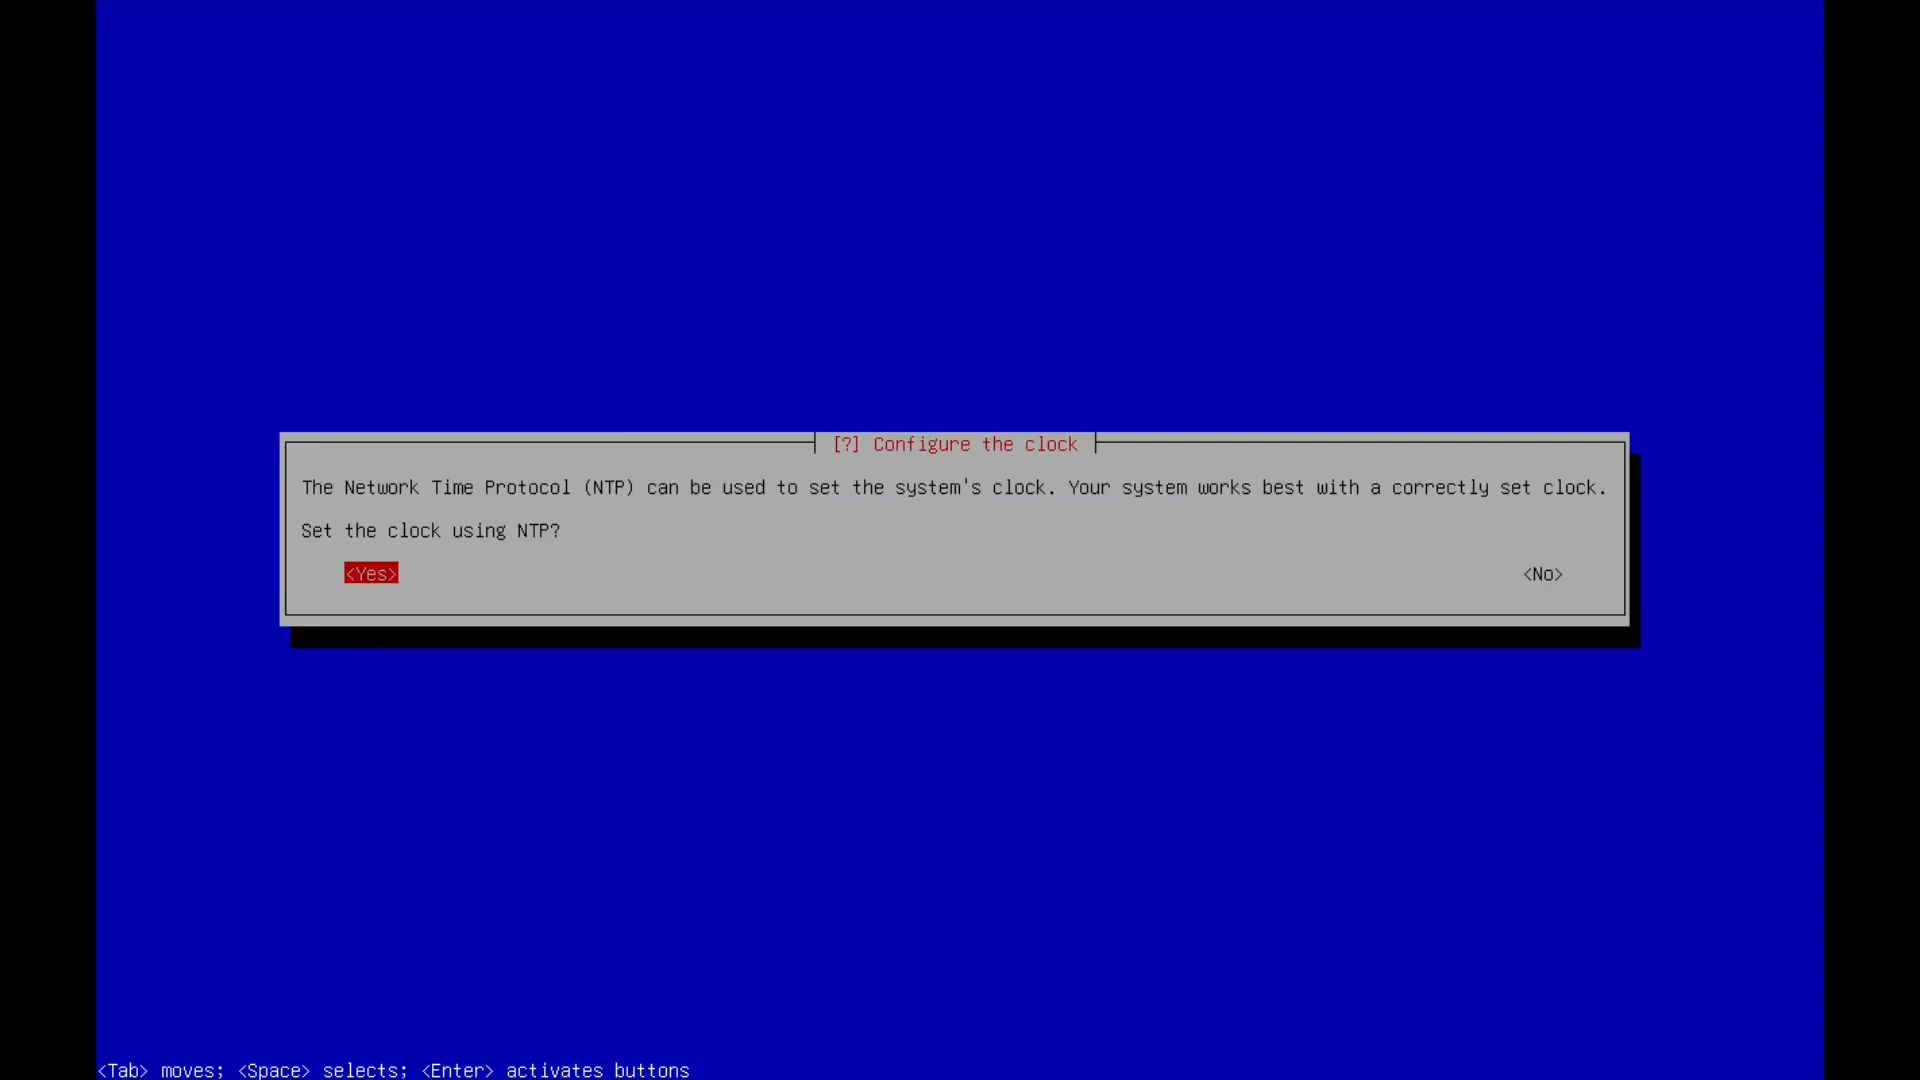 [?] Configure the clock
The Network Time Protocol (NTP) can be used to set the system's clock. Your system works best with a correctly set clock.
Set the clock using NTP?
<Yes> <No>
<Tab> moves; <Space> selects; <Enter> activates buttons